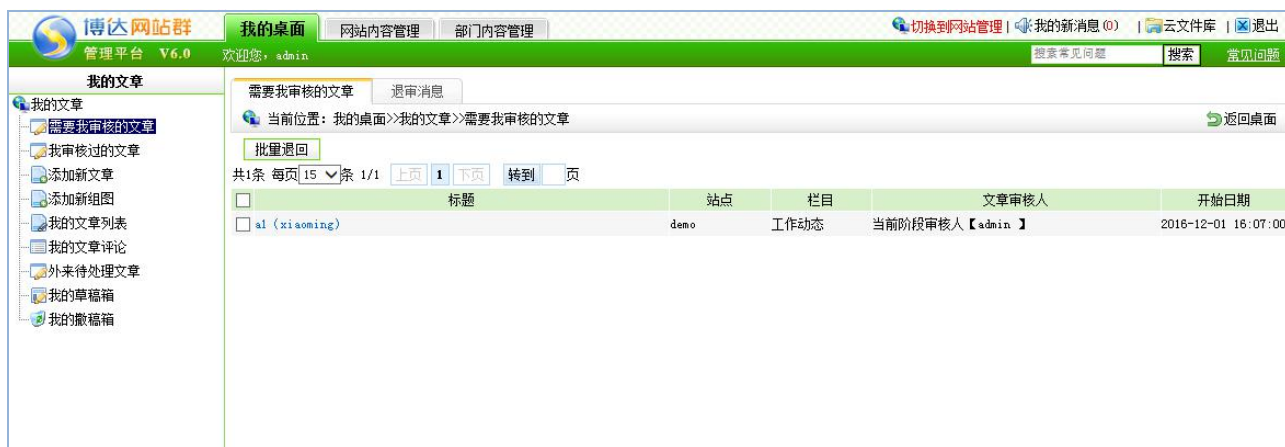 博达网站群 我的桌面 网站内容管理 部门内容管理 切换到网站管理 | 我的新消息(0) | 云文件库 | 退出
管理平台 V6.0 欢迎您，admin 搜索常见问题 搜索 常见问题
我的文章
需要我审核的文章 退审消息
我的文章
当前位置：我的桌面>>我的文章>>需要我审核的文章 返回桌面
需要我审核的文章
我审核过的文章
批量退回
添加新文章
共1条 每页 15 条 1/1 上页 1 下页 转到 页
添加新组图
标题 站点 栏目 文章审核人 开始日期
我的文章列表
a1 (xiaoming) demo 工作动态 当前阶段审核人【admin 】 2016-12-01 16:07:00
我的文章评论
外来待处理文章
我的草稿箱
我的撤稿箱